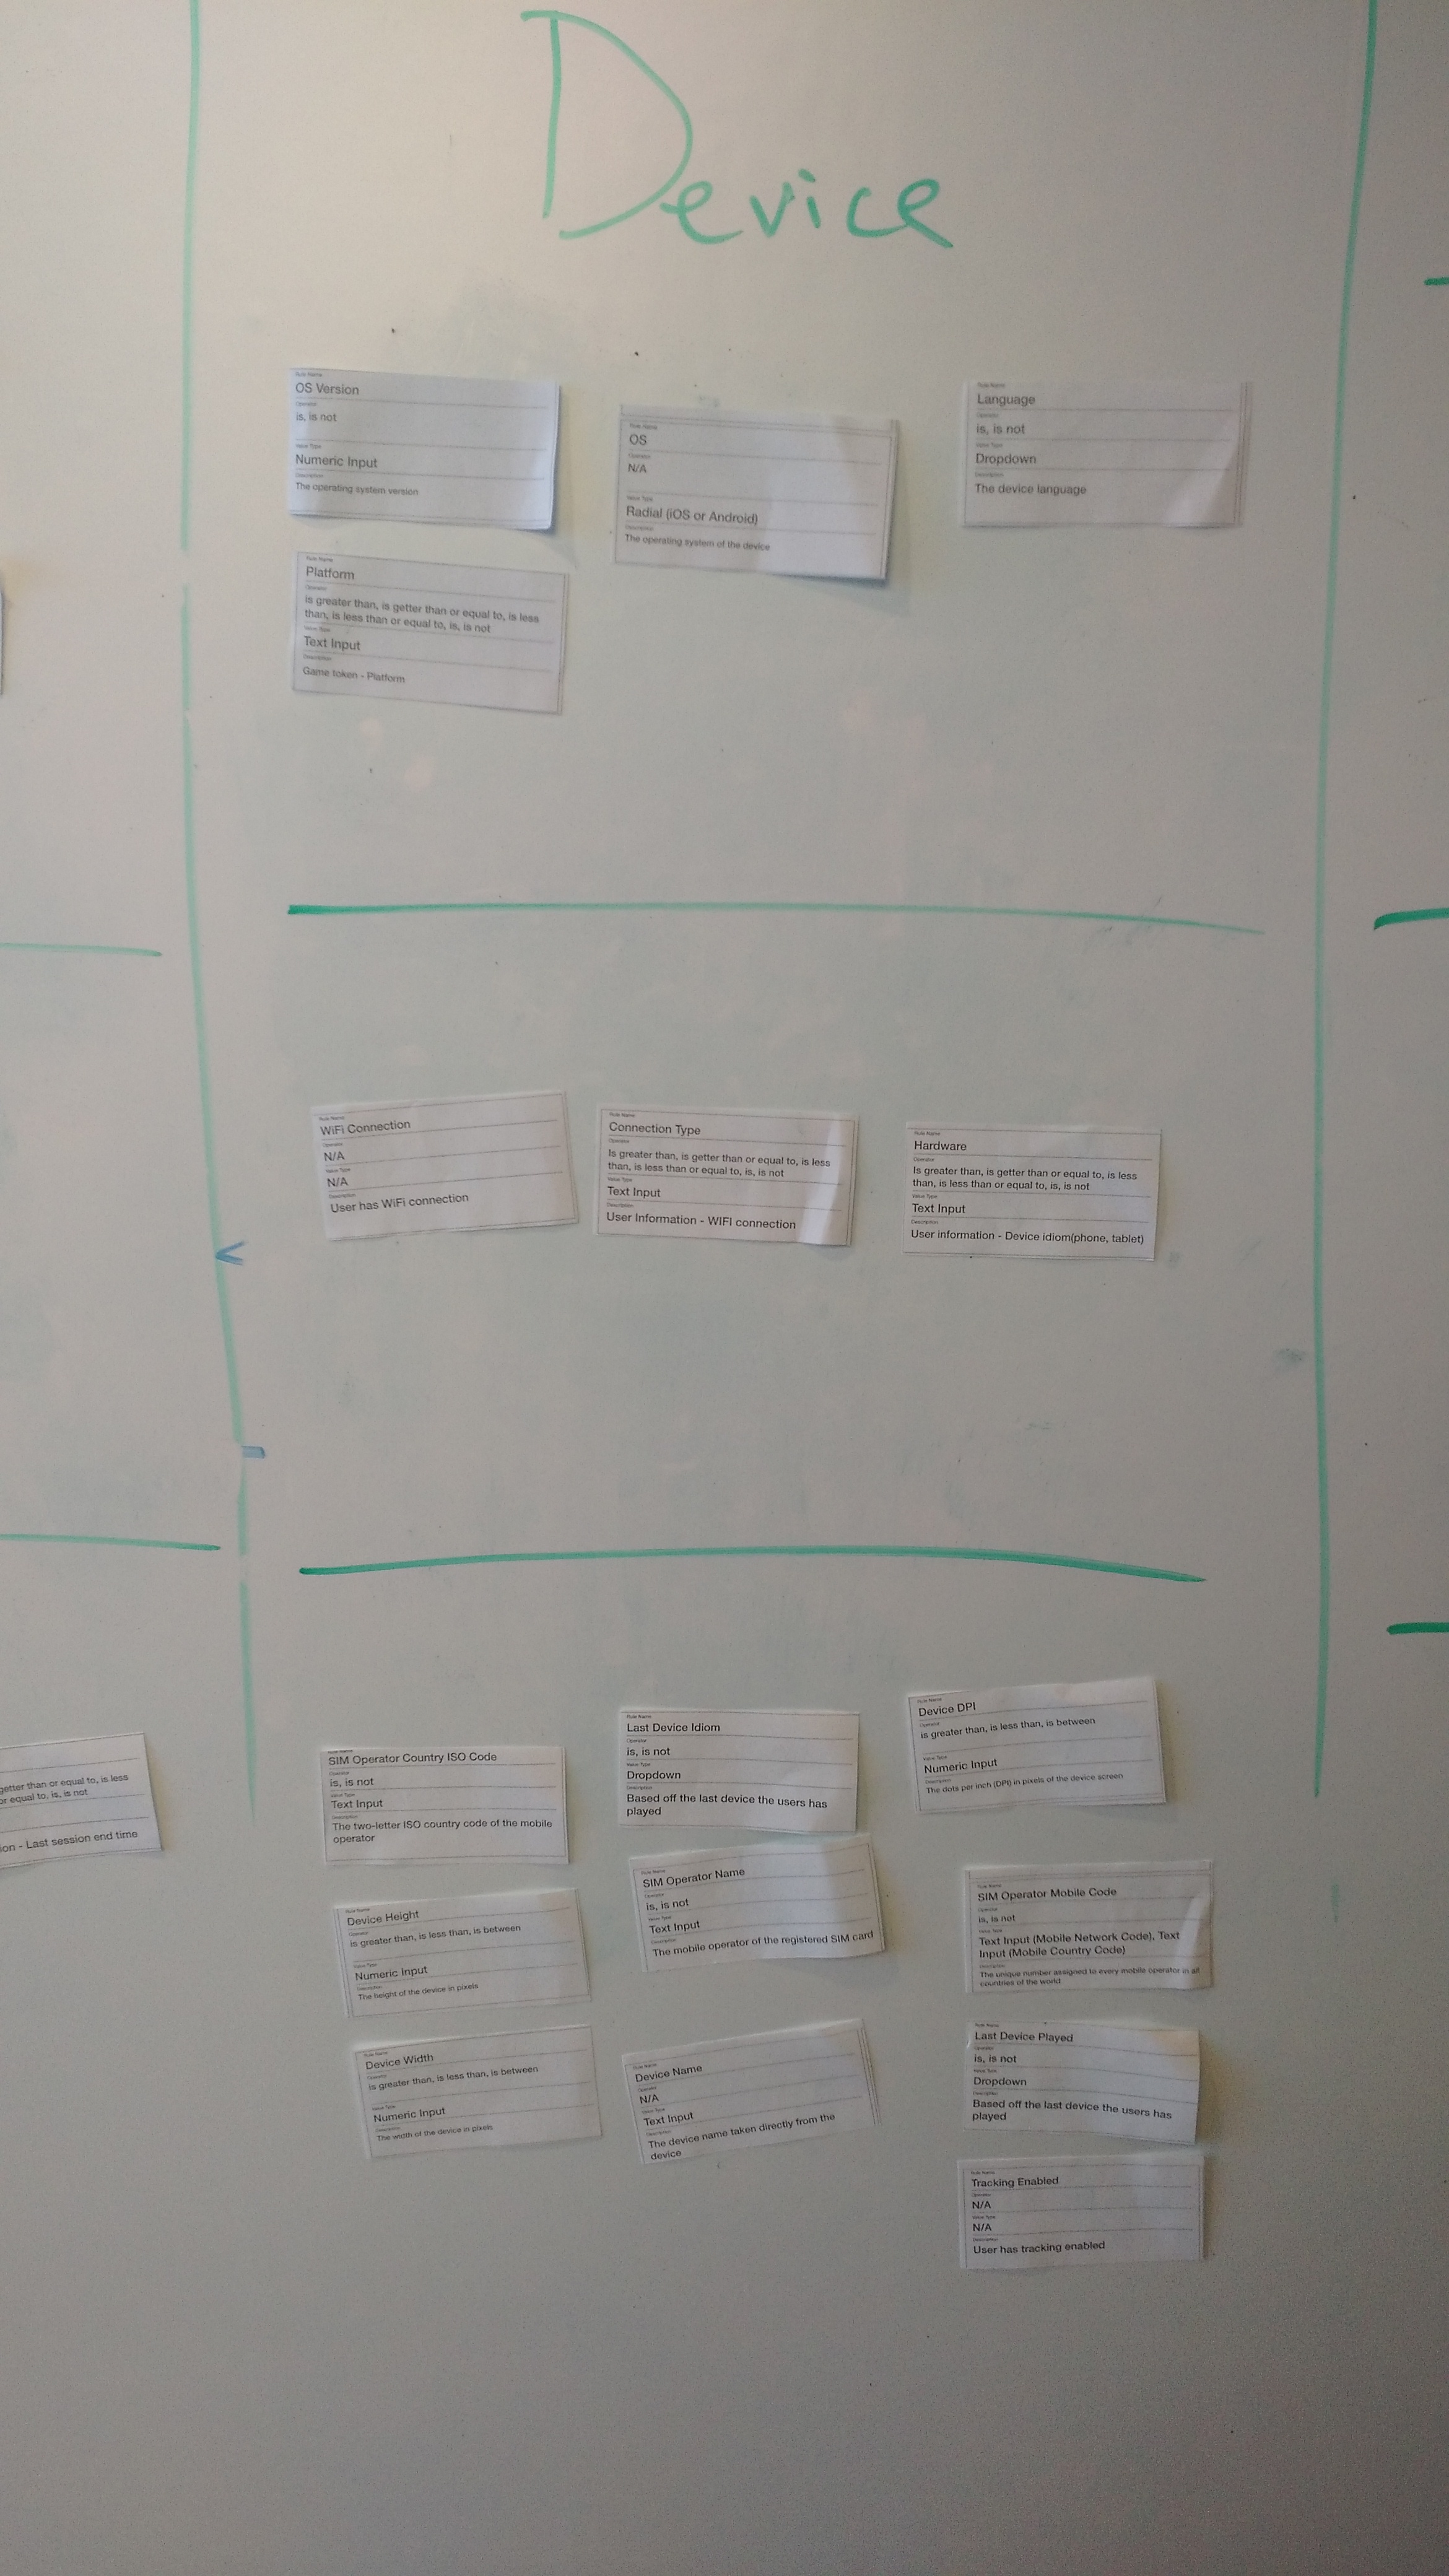 Device
Rule Name
OS Version
Operator
is, is not
Value Type
Numeric Input
Description
The operating system version
Rule Name
OS
Operator
N/A
Value Type
Radial (iOS or Android)
Description
The operating system of the device
Rule Name
Language
Operator
is, is not
Value Type
Dropdown
Description
The device language
Rule Name
Platform
Operator
is greater than, is getter than or equal to, is less
than, is less than or equal to, is, is not
Value Type
Text Input
Description
Game token - Platform
Rule Name
WiFi Connection
Operator
N/A
Value Type
N/A
Description
User has WiFi connection
Rule Name
Connection Type
Operator
Is greater than, is getter than or equal to, is less
than, is less than or equal to, is, is not
Value Type
Text Input
Description
User Information - WIFI connection
Rule Name
Hardware
Operator
Is greater than, is getter than or equal to, is less
than, is less than or equal to, is, is not
Value Type
Text Input
Description
User information - Device idiom(phone, tablet)
getter than or equal to, is less
or equal to, is, is not
on - Last session end time
Rule Name
SIM Operator Country ISO Code
Operator
is, is not
Value Type
Text Input
Description
The two-letter ISO country code of the mobile
operator
Rule Name
Last Device Idiom
Operator
is, is not
Value Type
Dropdown
Description
Based off the last device the users has
played
Rule Name
Device DPI
Operator
is greater than, is less than, is between
Value Type
Numeric Input
Description
The dots per inch (DPI) in pixels of the device screen
Rule Name
Device Height
Operator
is greater than, is less than, is between
Value Type
Numeric Input
Description
The height of the device in pixels
Rule Name
SIM Operator Name
Operator
is, is not
Value Type
Text Input
Description
The mobile operator of the registered SIM card
Rule Name
SIM Operator Mobile Code
Operator
is, is not
Value Type
Text Input (Mobile Network Code), Text
Input (Mobile Country Code)
Description
The unique number assigned to every mobile operator in all
countries of the world
Rule Name
Device Width
Operator
is greater than, is less than, is between
Value Type
Numeric Input
Description
The width of the device in pixels
Rule Name
Device Name
Operator
N/A
Value Type
Text Input
Description
The device name taken directly from the
device
Rule Name
Last Device Played
Operator
is, is not
Value Type
Dropdown
Description
Based off the last device the users has
played
Rule Name
Tracking Enabled
Operator
N/A
Value Type
N/A
Description
User has tracking enabled